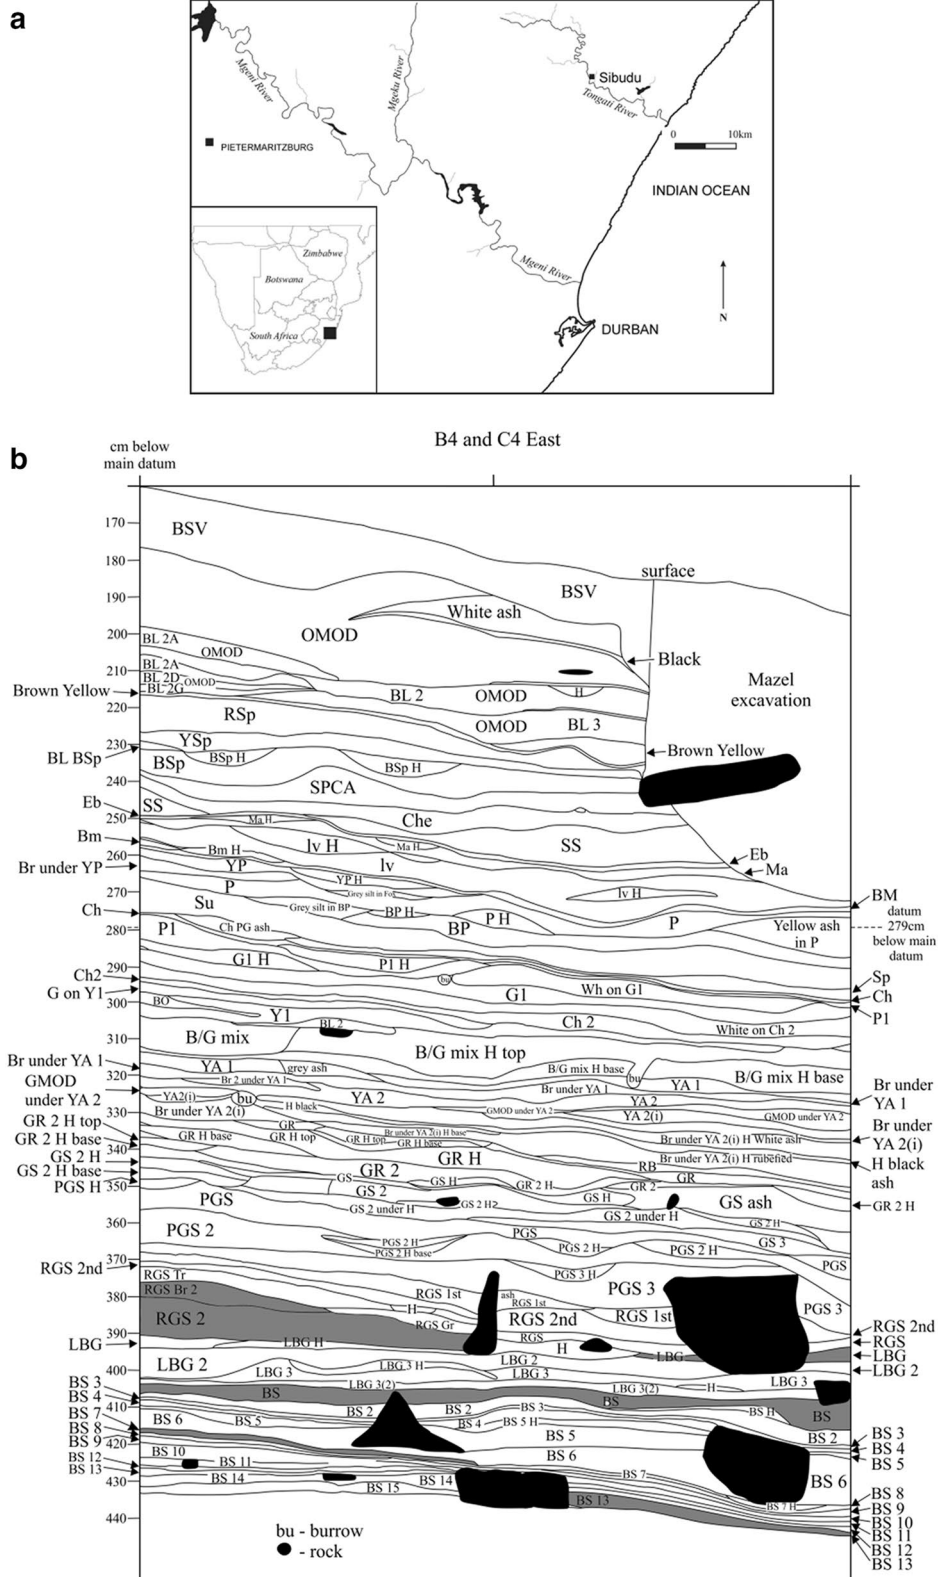 a
Mgeni River
Mgeku River
Sibudu
Tongati River
PIETERMARITZBURG
0 10km
INDIAN OCEAN
Zimbabwe
Botswana
South Africa
Mgeni River
N
DURBAN
b
B4 and C4 East
cm below
main datum
170
BSV
180
surface
190
BSV
White ash
200
OMOD
BL 2A
OMOD
Black
210
BL 2A
BL 2D
OMOD
Mazel
excavation
Brown Yellow
BL 2G
BL 2
OMOD
H
220
RSp
OMOD
BL 3
230
YSp
Brown Yellow
BL BSp
BSp
BSp H
BSp H
240
SPCA
Eb
SS
250
Ma H
Che
Bm
lv H
Ma H
SS
Bm H
Eb
260
Br under YP
YP
lv
Ma
YP H
P
Grey silt in Fox
lv H
BM
270
Su
Grey silt in BP
BP H
P H
P
datum
Ch
280
P1
Ch PG ash
BP
Yellow ash
in P
279cm
below main
datum
G1 H
P1 H
290
Ch2
bu
Wh on G1
Sp
G on Y1
G1
Ch
300
BO
Y1
BL 2
Ch 2
White on Ch 2
P1
310
B/G mix
B/G mix H top
Br under YA 1
YA 1
grey ash
B/G mix H base
B/G mix H base
320
Br 2 under YA 1
bu
GMOD
under YA 2
YA2(i)
bu
YA 2
Br under YA 1
YA 1
Br under
YA 1
330
Br under YA 2(i)
H black
YA 2
GMOD under YA 2
YA 2(i)
GMOD under YA 2
GR 2 H top
GR
Br under
YA 2(i)
GR 2 H base
GR H base
GR H top
GR H top
Br under YA 2(i) H base
GR H base
Br under YA 2(i) H White ash
340
GS 2 H
GR H
Br under YA 2(i) H rubefied
H black
ash
GS 2 H base
GR 2
RB
PGS H
350
GS
GS H
GR 2 H
GR 2
GR
PGS
GS 2
GS 2 H?
GS H
GS ash
GR 2 H
GS 2 under H
GS 2 under H
GS 2 H
360
PGS 2
PGS
GS 3
PGS 2 H
PGS 2 H base
PGS 2 H
PGS 2 H
370
PGS
RGS 2nd
RGS Tr
PGS 3 H
RGS Br 2
PGS 3
380
RGS 1st
ash
RGS 1st
PGS 3
RGS 2
H
RGS Gr
RGS 2nd
RGS 1st
RGS 2nd
390
LBG
LBG H
RGS
H
RGS
LBG 2
LBG 2
LBG
LBG
400
LBG 3
LBG 3 H
LBG 3
LBG 2
BS 3
LBG 3(2)
LBG 3(2)
H
LBG 3
BS 4
BS
BS
410
BS 7
BS 6
BS 5
BS 2
BS 2
BS 3
BS H
BS
BS 8
BS 4
BS 5 H
BS 5
BS 2
BS 3
420
BS 9
BS 10
BS 6
BS 4
BS 12
BS 11
BS 5
BS 13
BS 14
BS 14
BS 7
BS 6
430
BS 15
BS 13
BS 7 H
BS 8
BS 9
440
BS 10
bu - burrow
BS 11
BS 12
- rock
BS 13